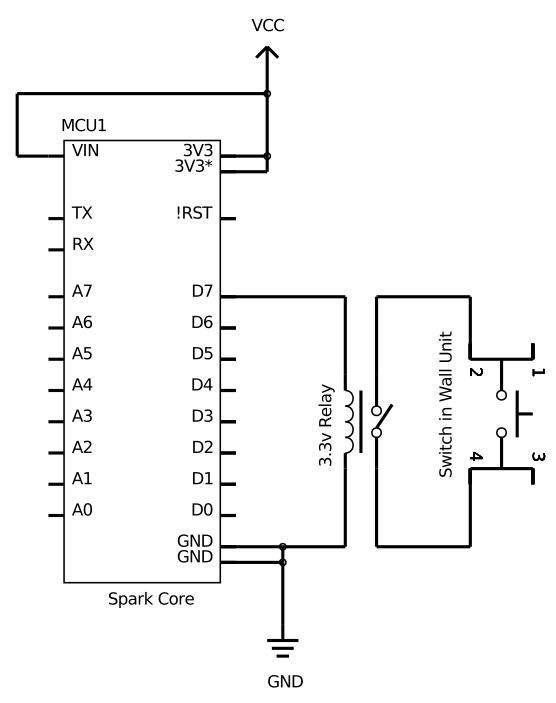 VCC
MCU1
VIN
3V3
3V3*
TX
!RST
RX
A7
D7
A6
D6
A5
D5
A4
D4
A3
D3
A2
D2
A1
D1
A0
D0
GND
GND
Spark Core
GND
3.3v Relay
Switch in Wall Unit
2
1
4
3